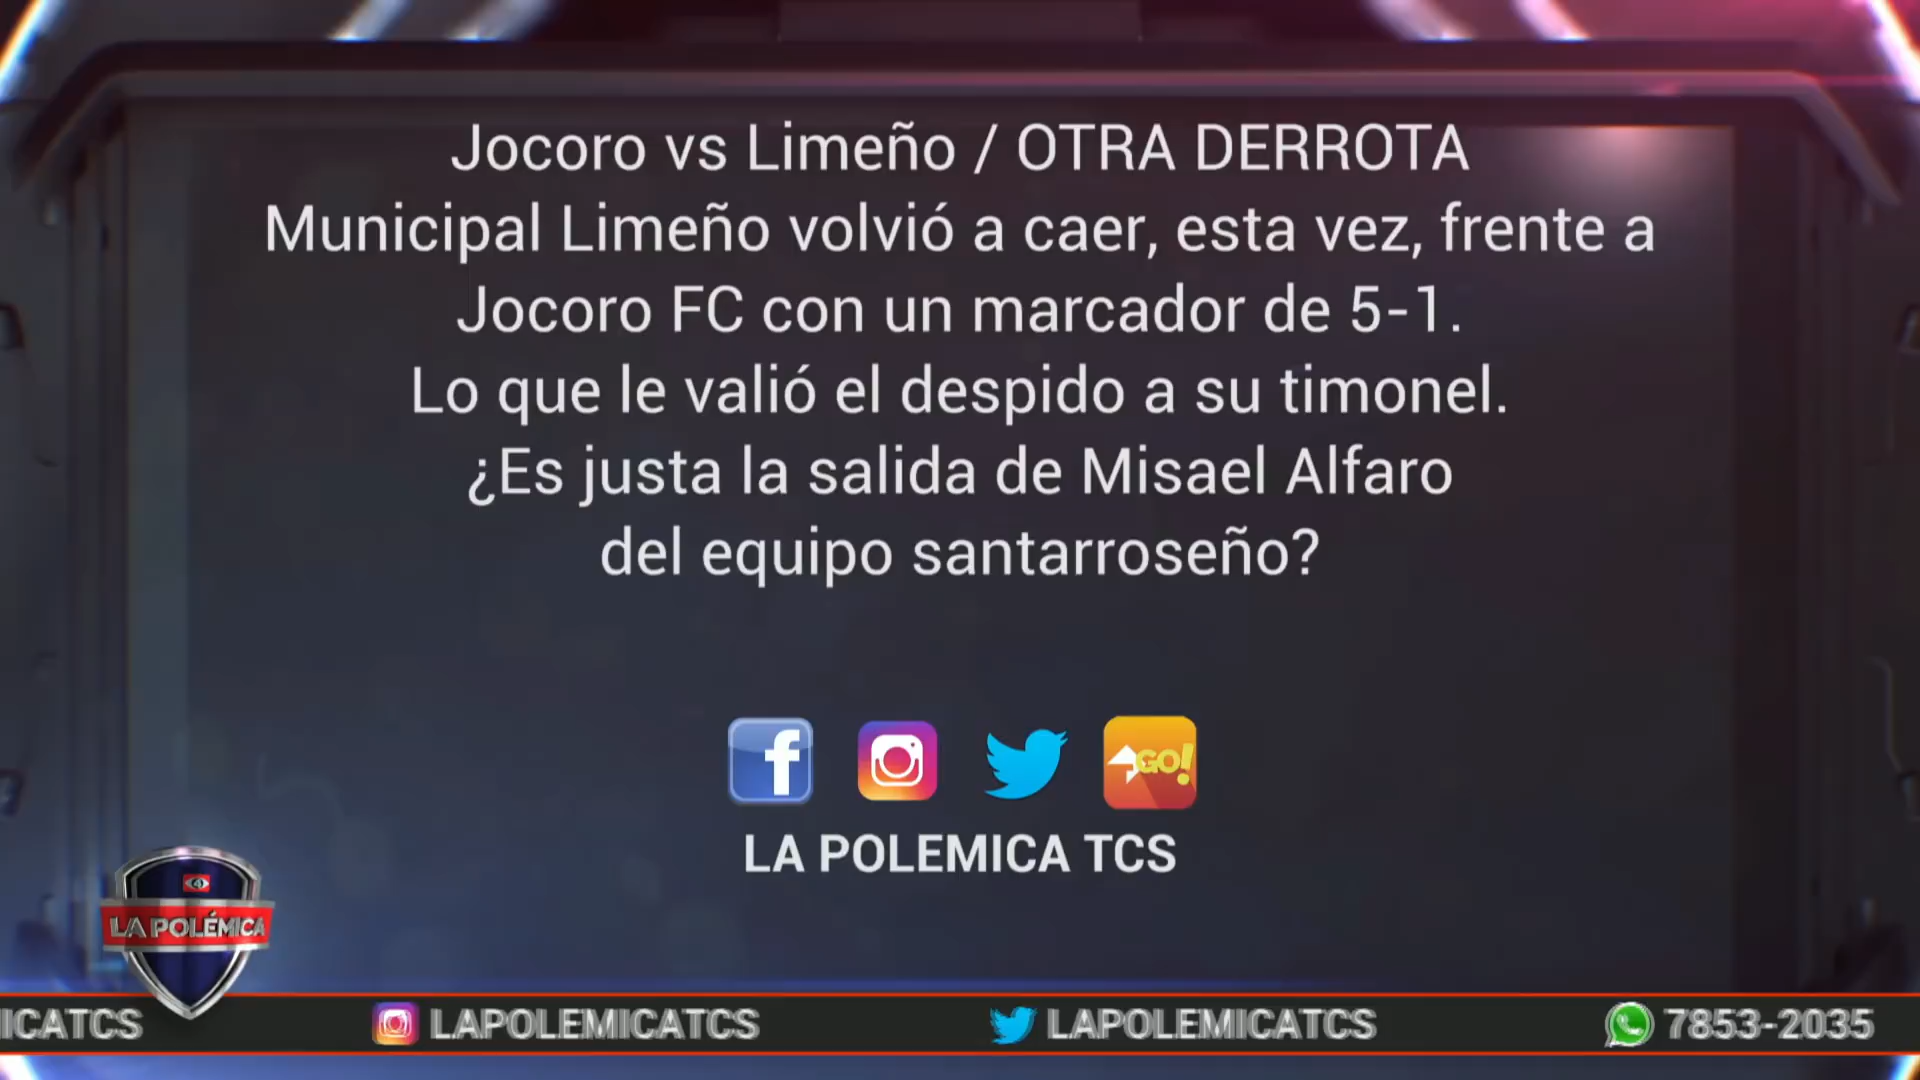 Jocoro vs Limeño / OTRA DERROTA
Municipal Limeño volvió a caer, esta vez, frente a
Jocoro FC con un marcador de 5-1.
Lo que le valió el despido a su timonel.
¿Es justa la salida de Misael Alfaro
del equipo santarroseño?
GO!
LA POLEMICA TCS
4
LA POLÉMICA
ICATCS LAPOLEMICATCS LAPOLEMICATCS 7853-2035